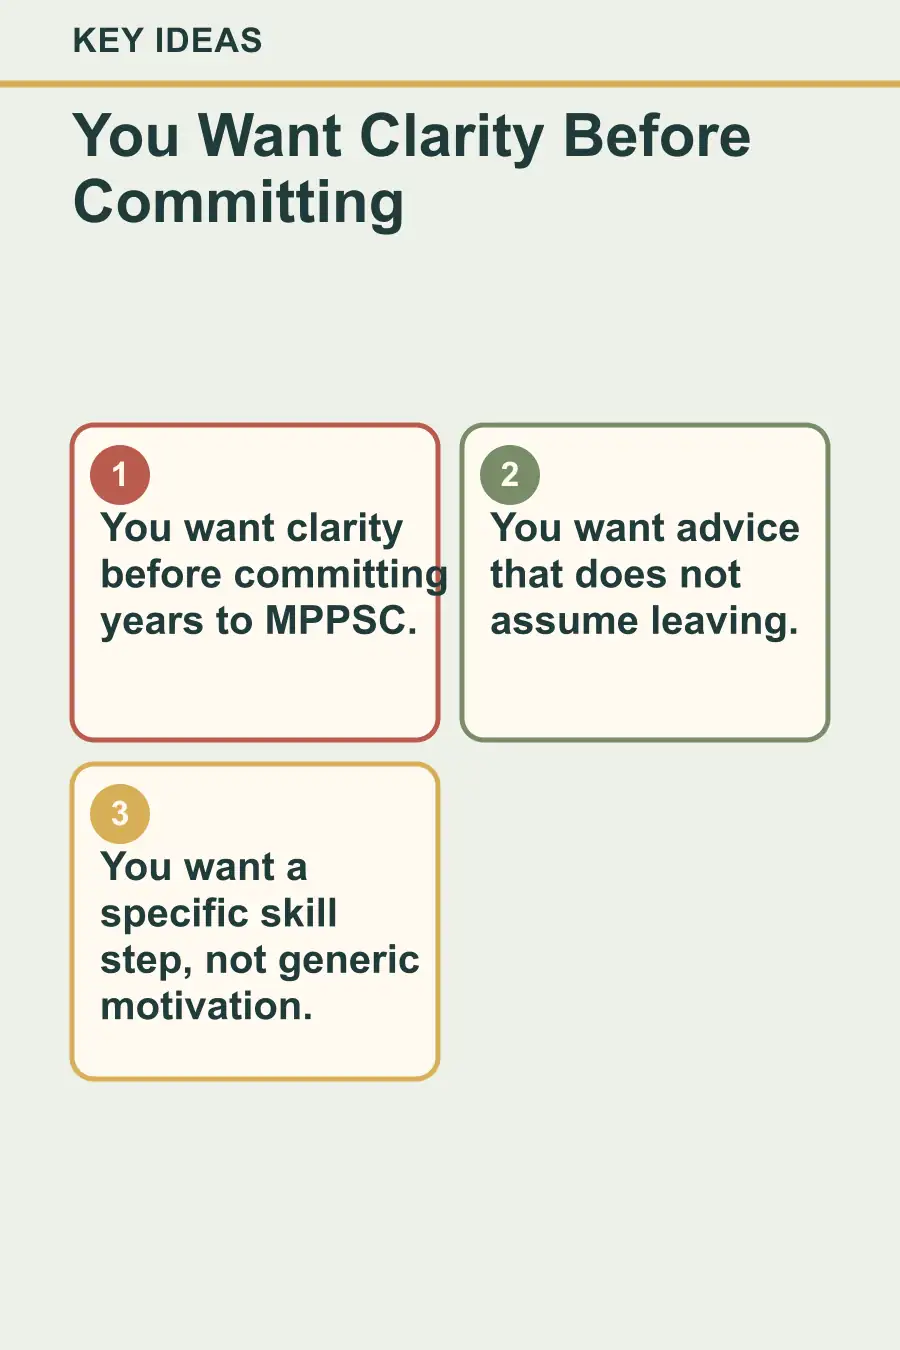 KEY IDEAS
You Want Clarity Before
Committing
1
You want clarity
before committing
years to MPPSC.
2
You want advice
that does not
assume leaving.
3
You want a
specific skill
step, not generic
motivation.